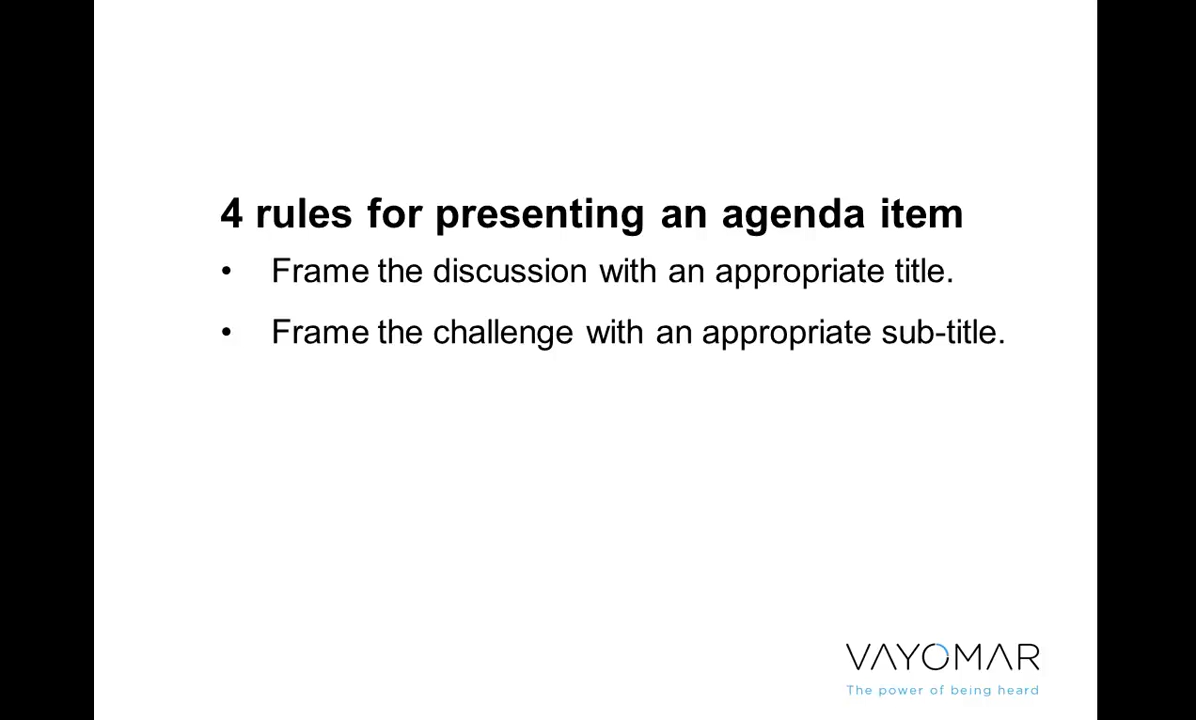 4 rules for presenting an agenda item
• Frame the discussion with an appropriate title.
• Frame the challenge with an appropriate sub-title.
VAYOMAR
The power of being heard